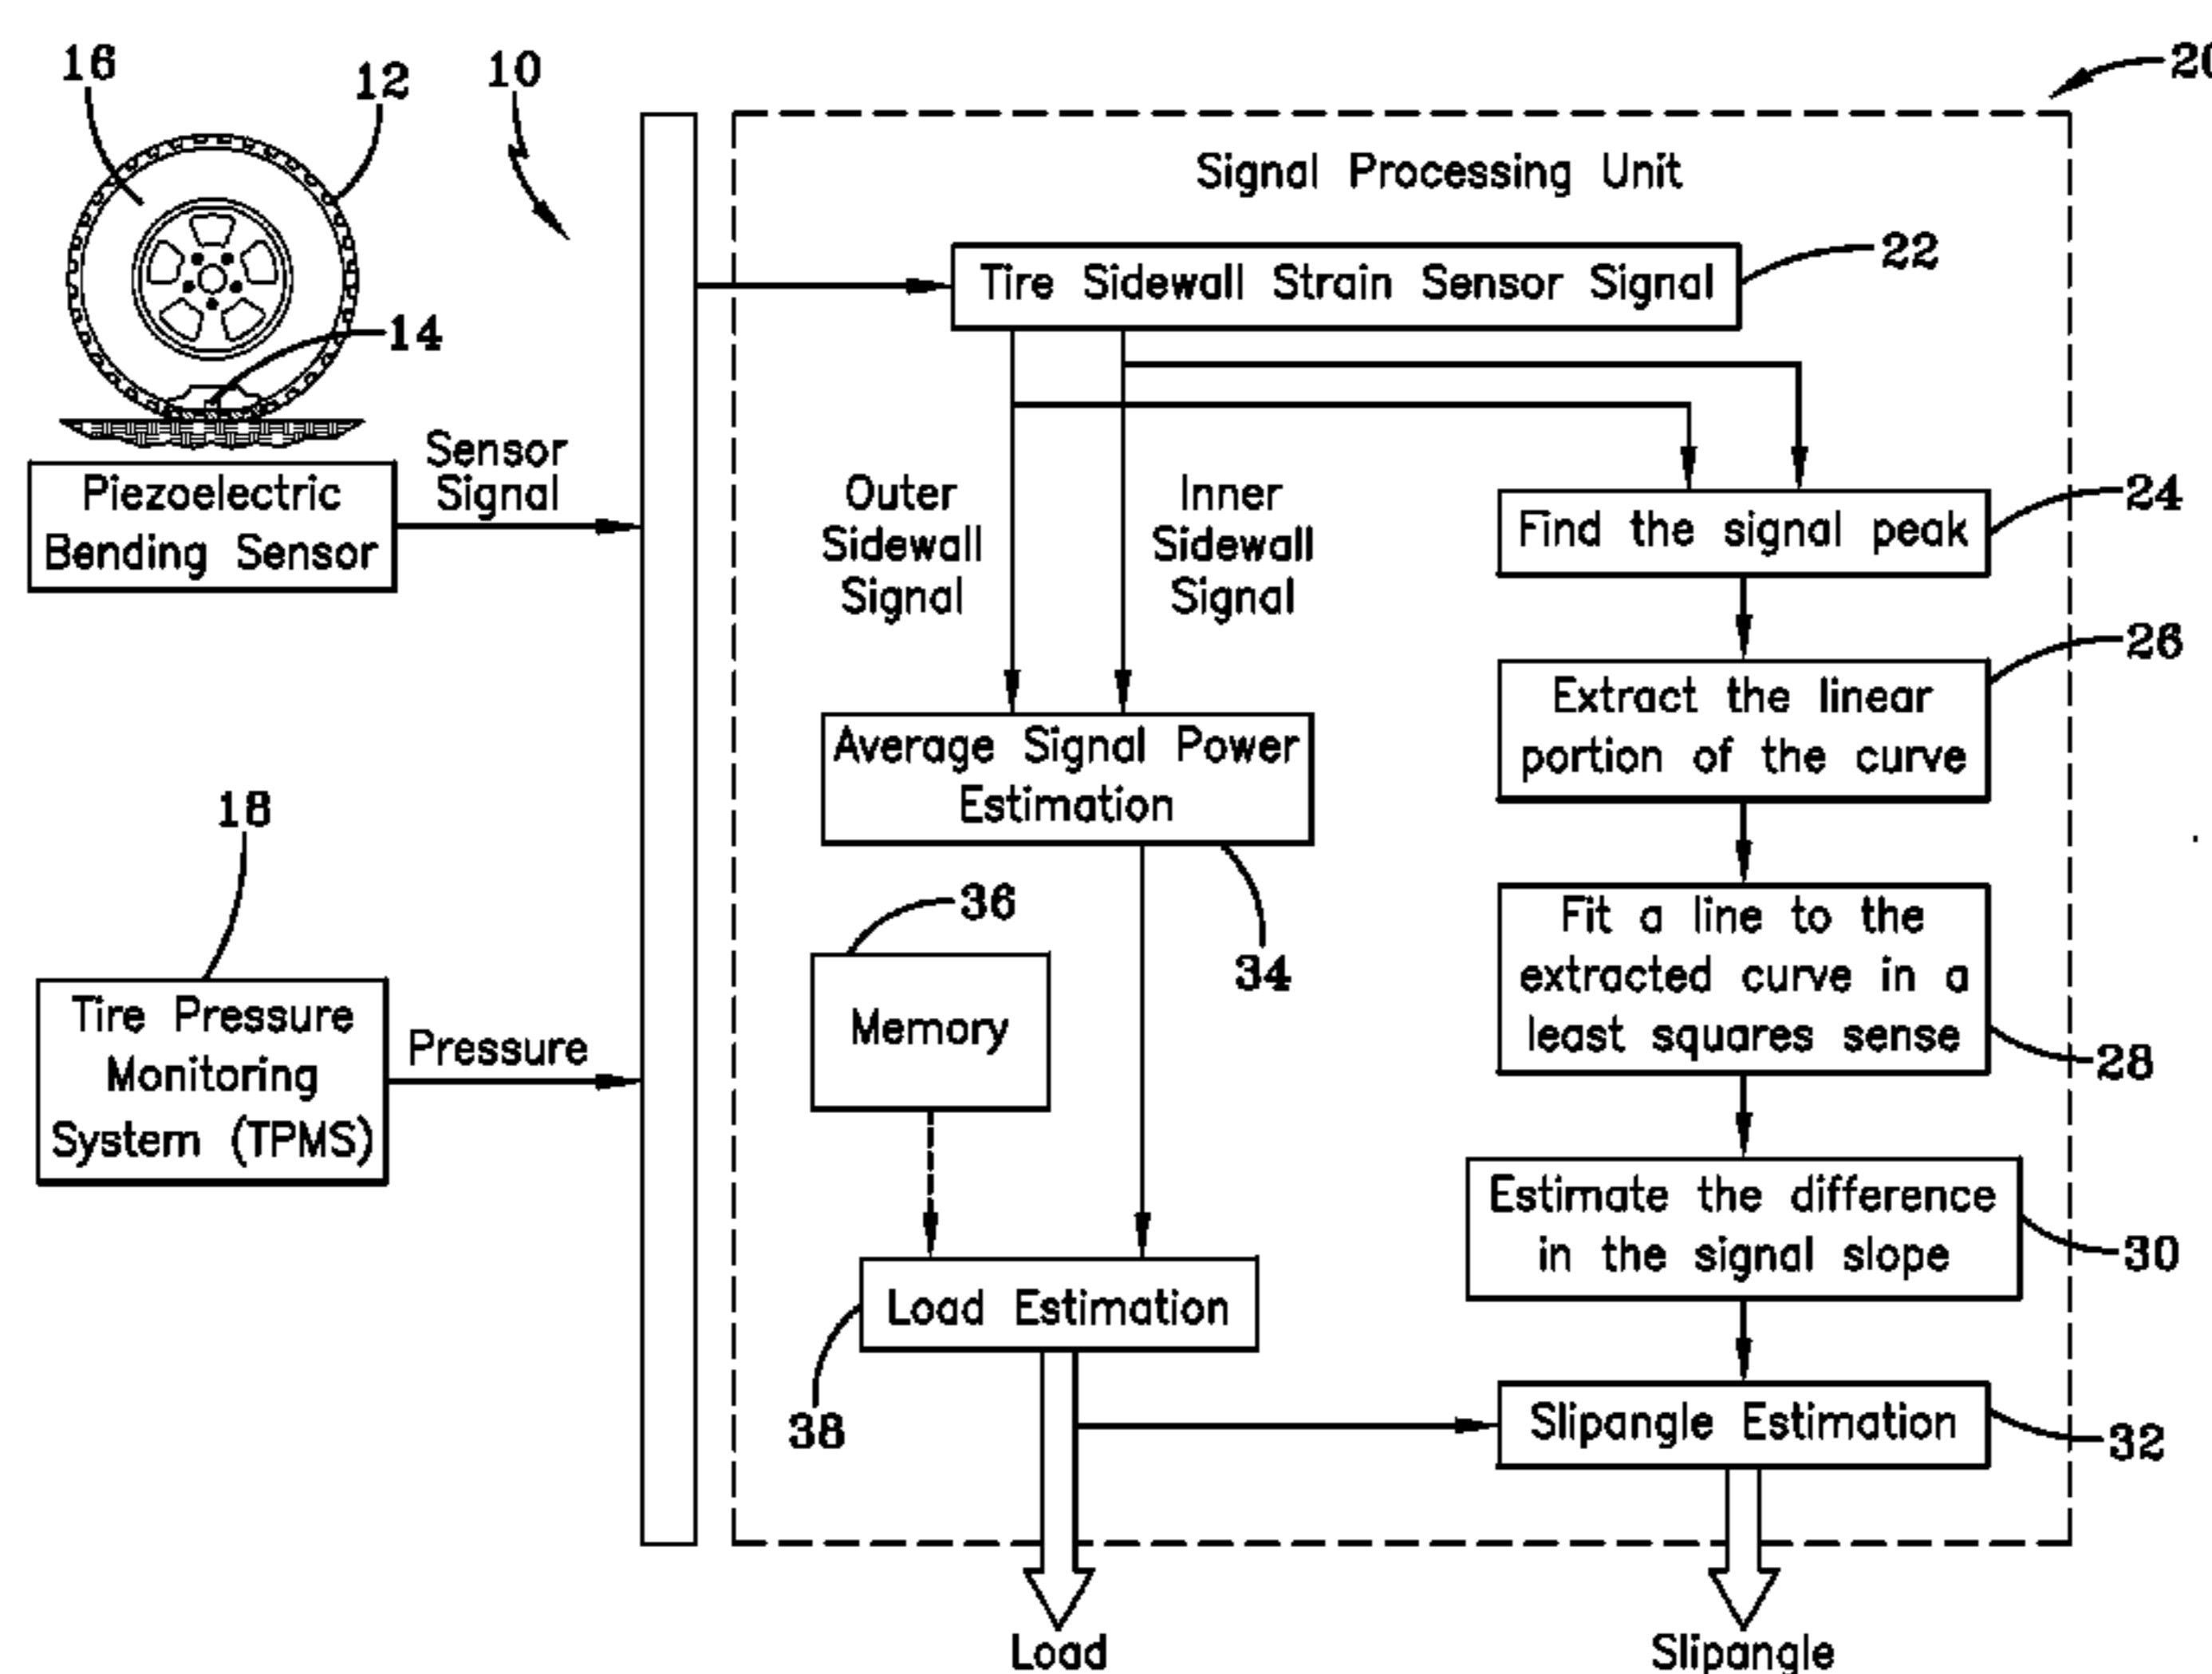 16
12
10
20
Signal Processing Unit
22
Tire Sidewall Strain Sensor Signal
14
Sensor
Signal
Piezoelectric
Bending Sensor
Outer
Sidewall
Signal
Inner
Sidewall
Signal
24
Find the signal peak
26
Extract the linear
portion of the curve
Average Signal Power
Estimation
34
18
Tire Pressure
Monitoring
System (TPMS)
Pressure
36
Memory
Fit a line to the
extracted curve in a
least squares sense
28
Estimate the difference
in the signal slope
30
Load Estimation
38
Slipangle Estimation
32
Load
Slipangle